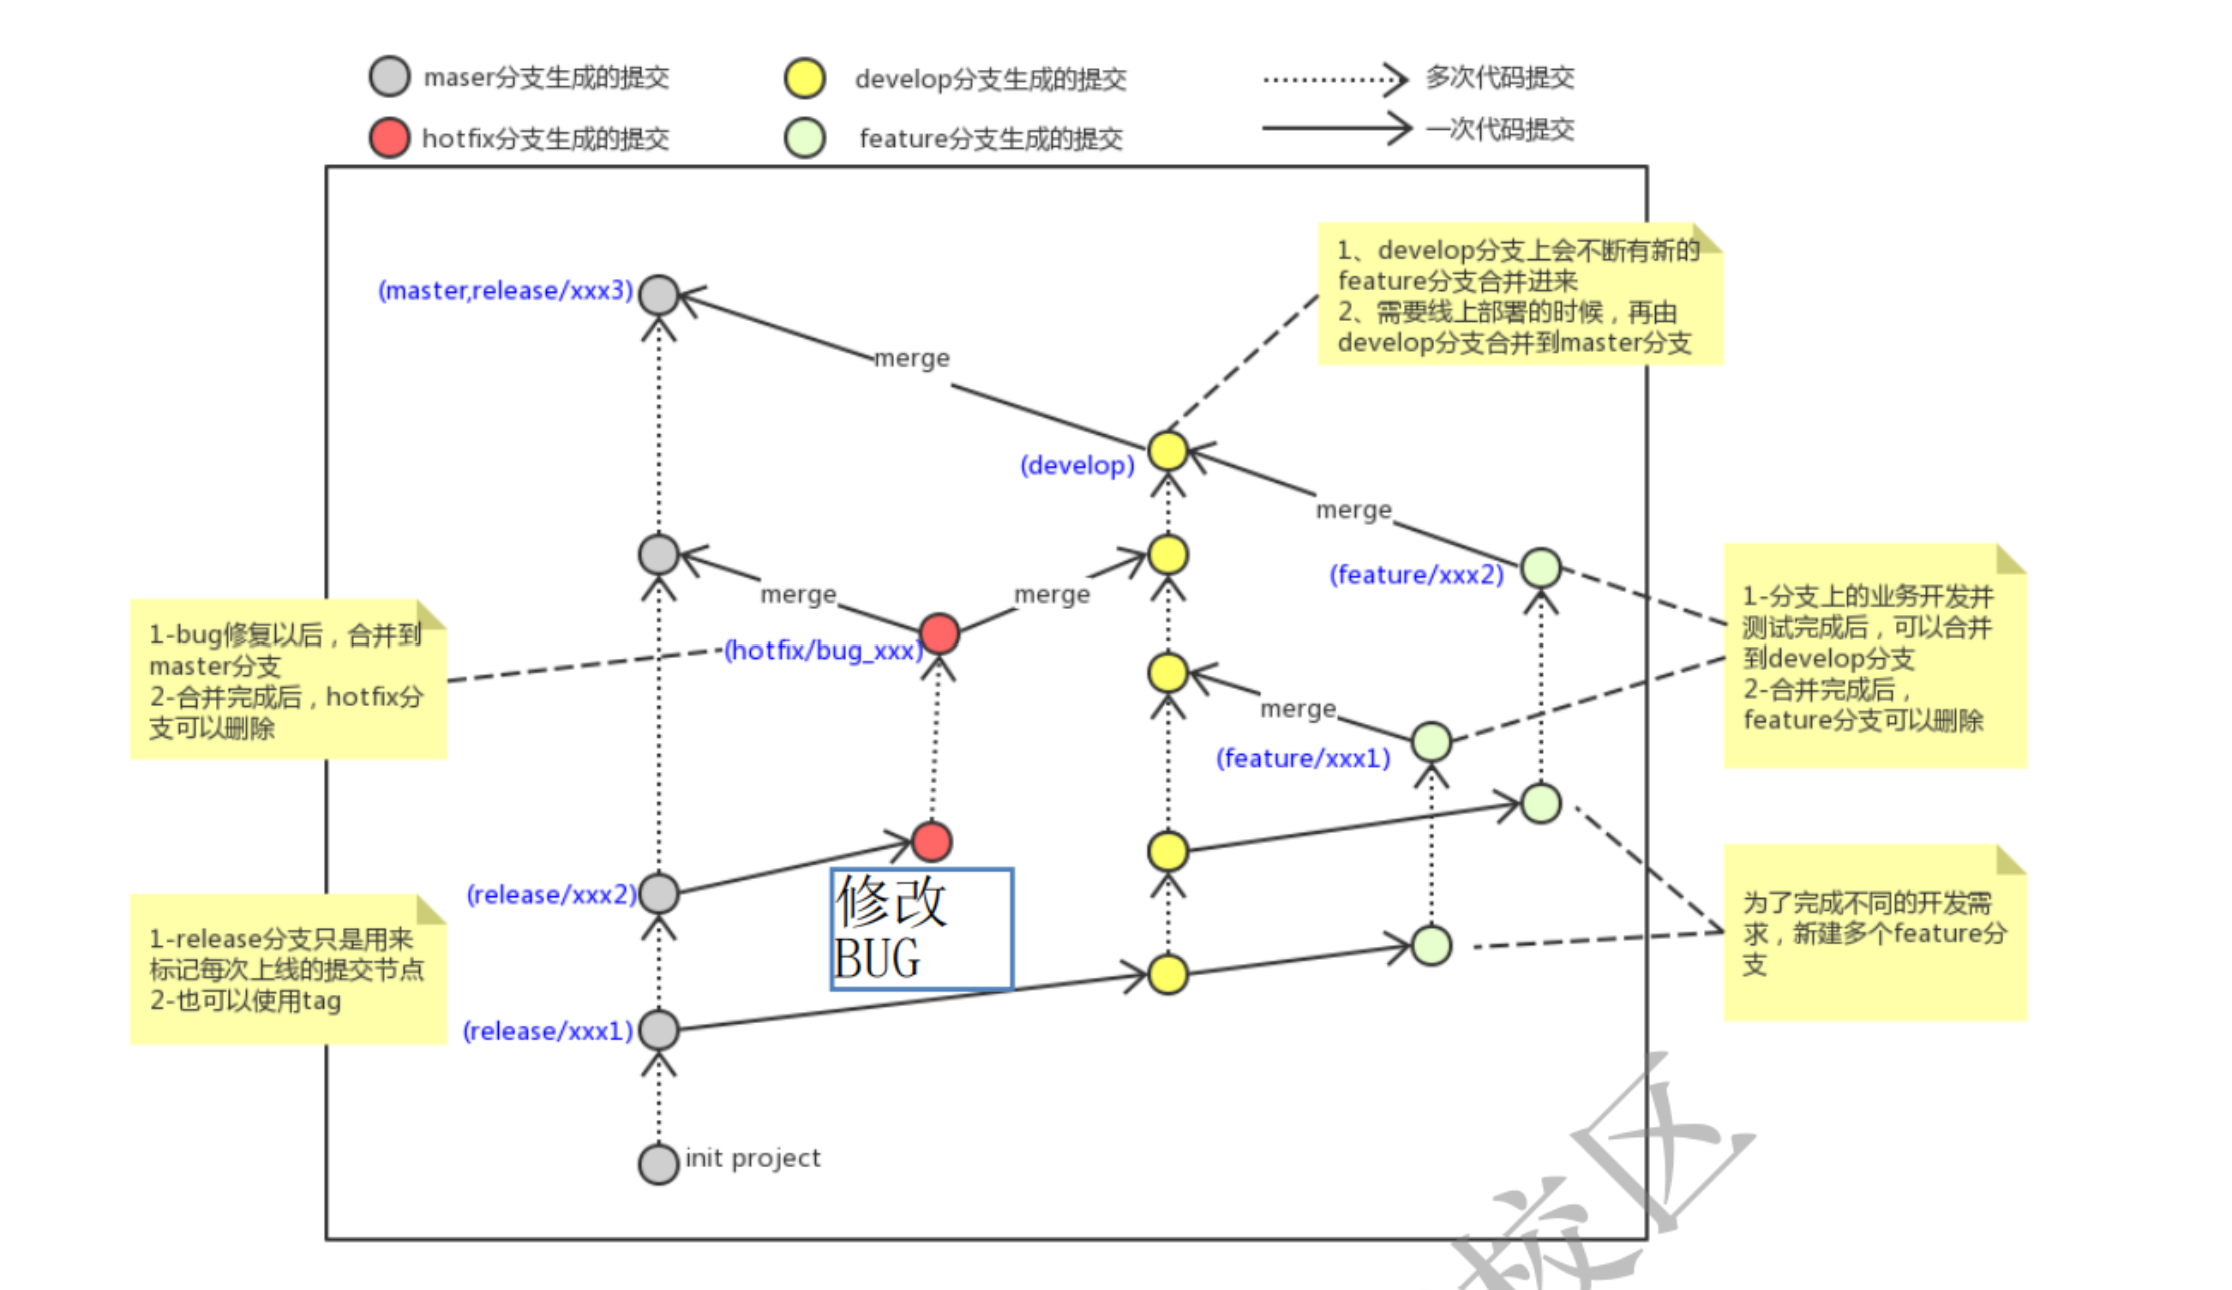 maser分支生成的提交
develop分支生成的提交
多次代码提交
hotfix分支生成的提交
feature分支生成的提交
一次代码提交
1、develop分支上会不断有新的
feature分支合并进来
2、需要线上部署的时候，再由
develop分支合并到master分支
(master,release/xxx3)
merge
(develop)
merge
(feature/xxx2)
merge
merge
(hotfix/bug_xxx)
1-bug修复以后，合并到
master分支
2-合并完成后，hotfix分
支可以删除
1-分支上的业务开发并
测试完成后，可以合并
到develop分支
2-合并完成后，
feature分支可以删除
merge
(feature/xxx1)
(release/xxx2)
修改
BUG
1-release分支只是用来
标记每次上线的提交节点
2-也可以使用tag
为了完成不同的开发需
求，新建多个feature分
支
(release/xxx1)
init project
校区